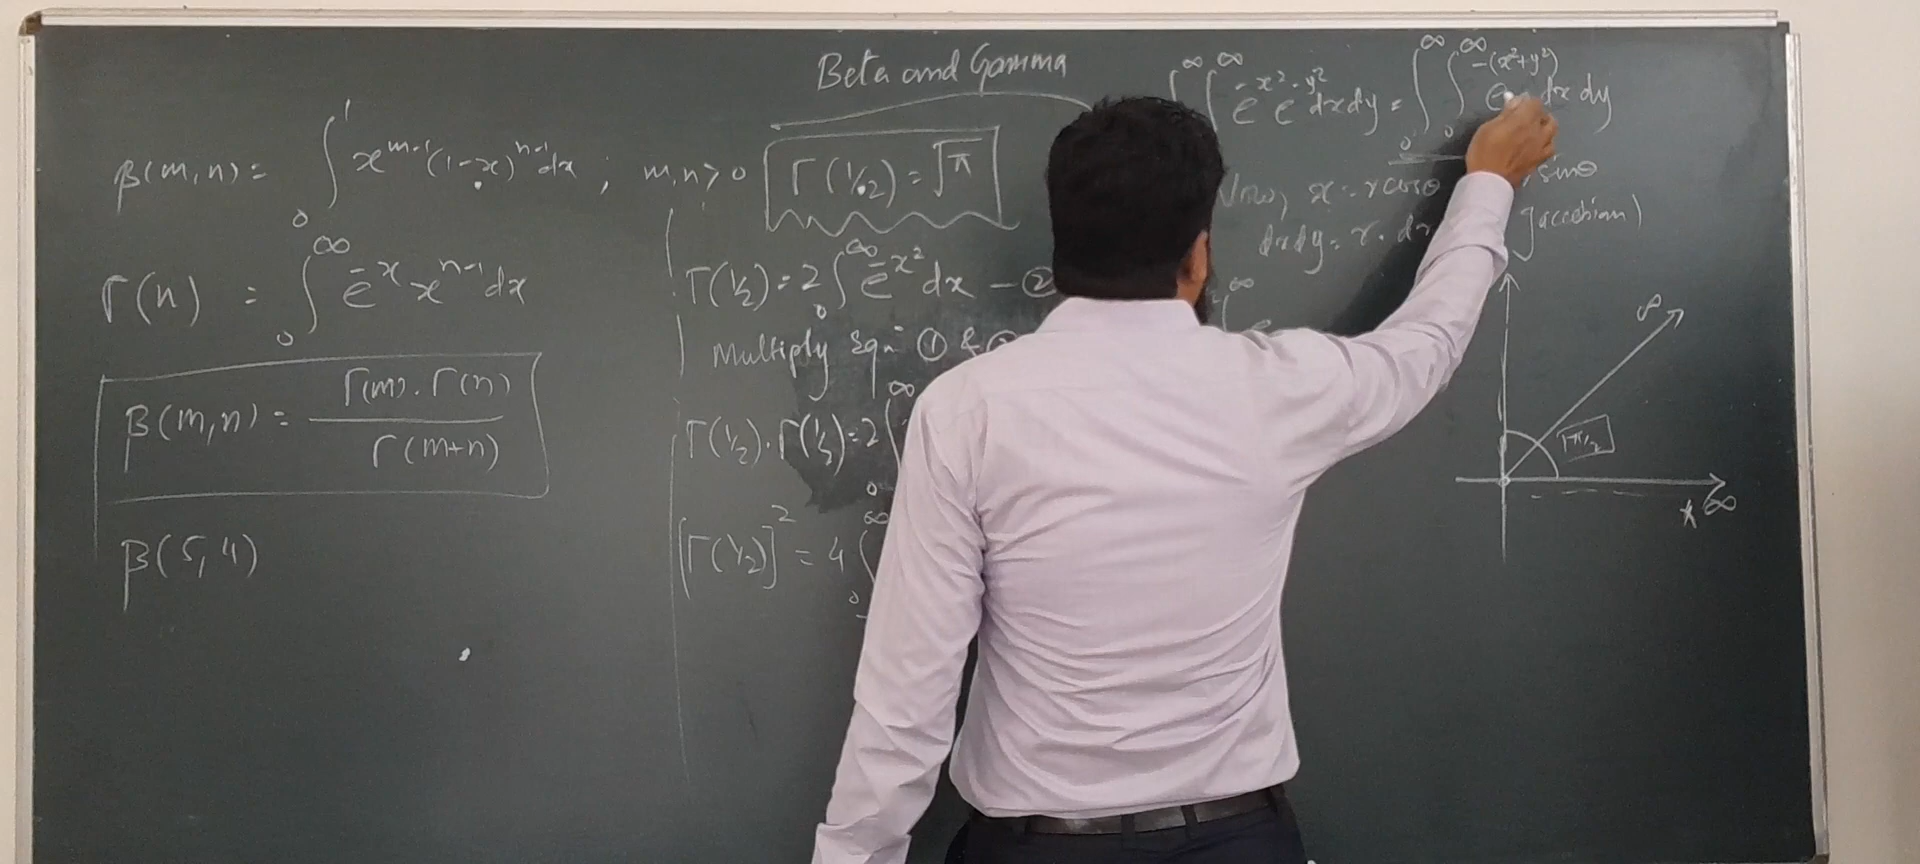 Beta and Gamma
β(m,n) = ∫₀¹ x^{m-1} (1-x)^{n-1} dx ; m,n > 0
Γ(n) = ∫₀^∞ e^{-x} x^{n-1} dx
β(m,n) = Γ(m).Γ(n) / Γ(m+n)
β(5,4)
Γ(1/2) = √π
Γ(1/2) = 2 ∫₀^∞ e^{-x²} dx - ②
Multiply Eqn ① &
Γ(1/2).Γ(1/2) = 2 ∫₀^∞
[Γ(1/2)]² = 4 ∫₀^∞
∫^∞ ∫^∞ e^{-x²} e^{-y²} dx dy = ∫₀^∞ ∫₀^∞ e^{-(x²+y²)} dx dy
Now, x = r cosθ sinθ
dx dy = r. dr Jacobian)
∞
∞
π/2
x ∞